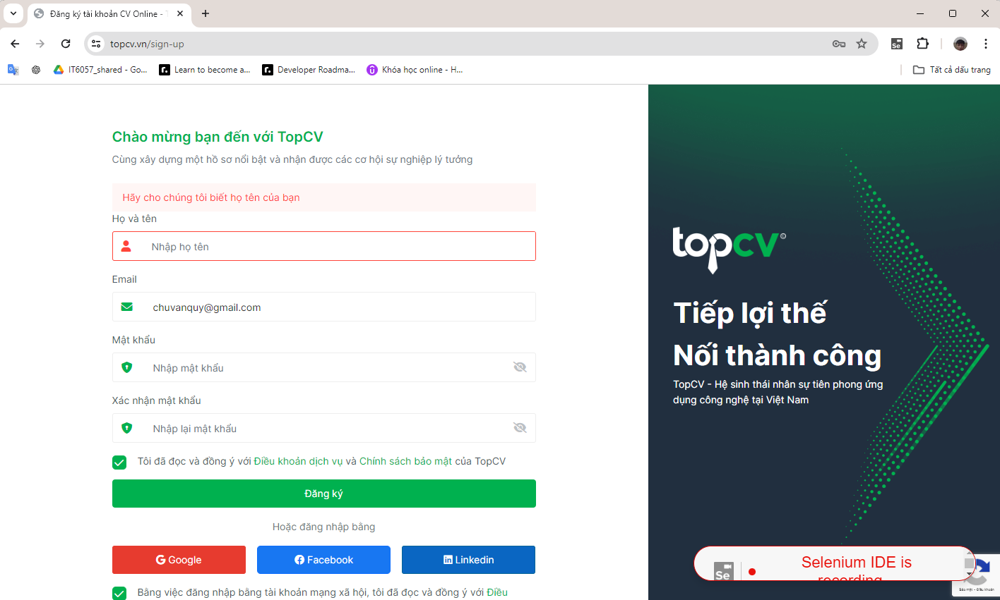 Đăng ký tài khoản CV Online -
topcv.vn/sign-up
Se
IT6057_shared - Go...
Learn to become a...
Developer Roadma...
Khóa học online - H...
Tất cả dấu trang
Chào mừng bạn đến với TopCV
Cùng xây dựng một hồ sơ nổi bật và nhận được các cơ hội sự nghiệp lý tưởng
Hãy cho chúng tôi biết họ tên của bạn
Họ và tên
Nhập họ tên
Email
chuvanquy@gmail.com
Mật khẩu
Nhập mật khẩu
Xác nhận mật khẩu
Nhập lại mật khẩu
Tôi đã đọc và đồng ý với Điều khoản dịch vụ và Chính sách bảo mật của TopCV
Đăng ký
Hoặc đăng nhập bằng
Google
Facebook
Linkedin
Bằng việc đăng nhập bằng tài khoản mạng xã hội, tôi đã đọc và đồng ý với Điều
topcv
Tiếp lợi thế
Nối thành công
TopCV - Hệ sinh thái nhân sự tiên phong ứng
dụng công nghệ tại Việt Nam
Se
Selenium IDE is
recording
Bảo mật - Điều khoản